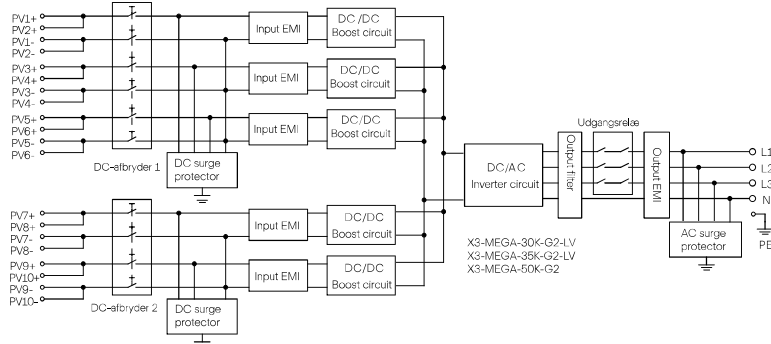 PV1+
PV2+
PV1-
PV2-
PV3+
PV4+
PV3-
PV4-
PV5+
PV6+
PV5-
PV6-
DC-afbryder 1
DC surge
protector
Input EMI
DC/DC
Boost circuit
Input EMI
DC/DC
Boost circuit
Input EMI
DC/DC
Boost circuit
PV7+
PV8+
PV7-
PV8-
PV9+
PV10+
PV9-
PV10-
DC-afbryder 2
DC surge
protector
Input EMI
DC/DC
Boost circuit
Input EMI
DC/DC
Boost circuit
DC/AC
Inverter circuit
Output filter
Udgangsrelæ
Output EMI
L1
L2
L3
N
PE
AC surge
protector
X3-MEGA-30K-G2-LV
X3-MEGA-35K-G2-LV
X3-MEGA-50K-G2